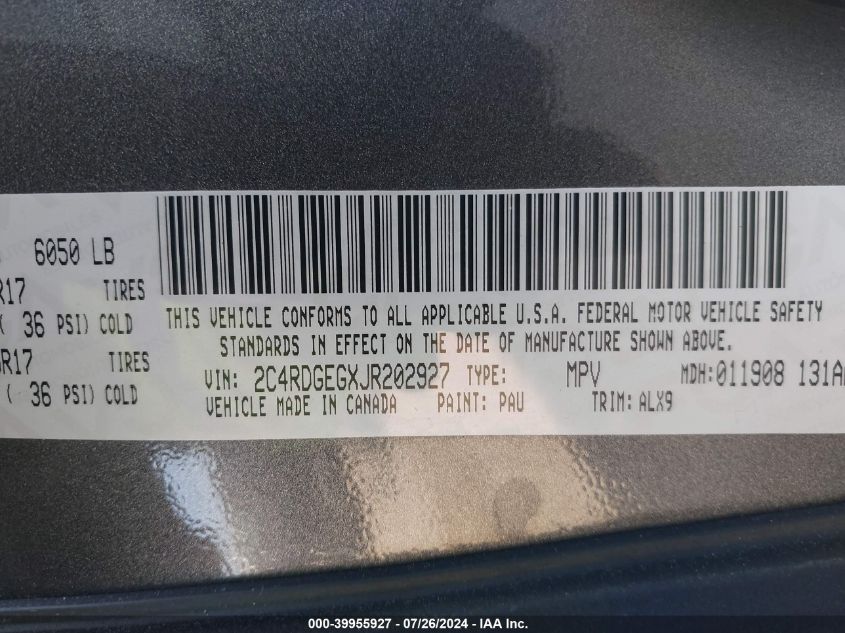 6050 LB
R17 TIRES
( 36 PSI) COLD
R17 TIRES
( 36 PSI) COLD
THIS VEHICLE CONFORMS TO ALL APPLICABLE U.S.A. FEDERAL MOTOR VEHICLE SAFETY
STANDARDS IN EFFECT ON THE DATE OF MANUFACTURE SHOWN ABOVE.
VIN: 2C4RDGEGXJR202927 TYPE: MPV MDH:011908 131A
VEHICLE MADE IN CANADA PAINT: PAU TRIM: ALX9
000-39955927 - 07/26/2024 - IAA Inc.